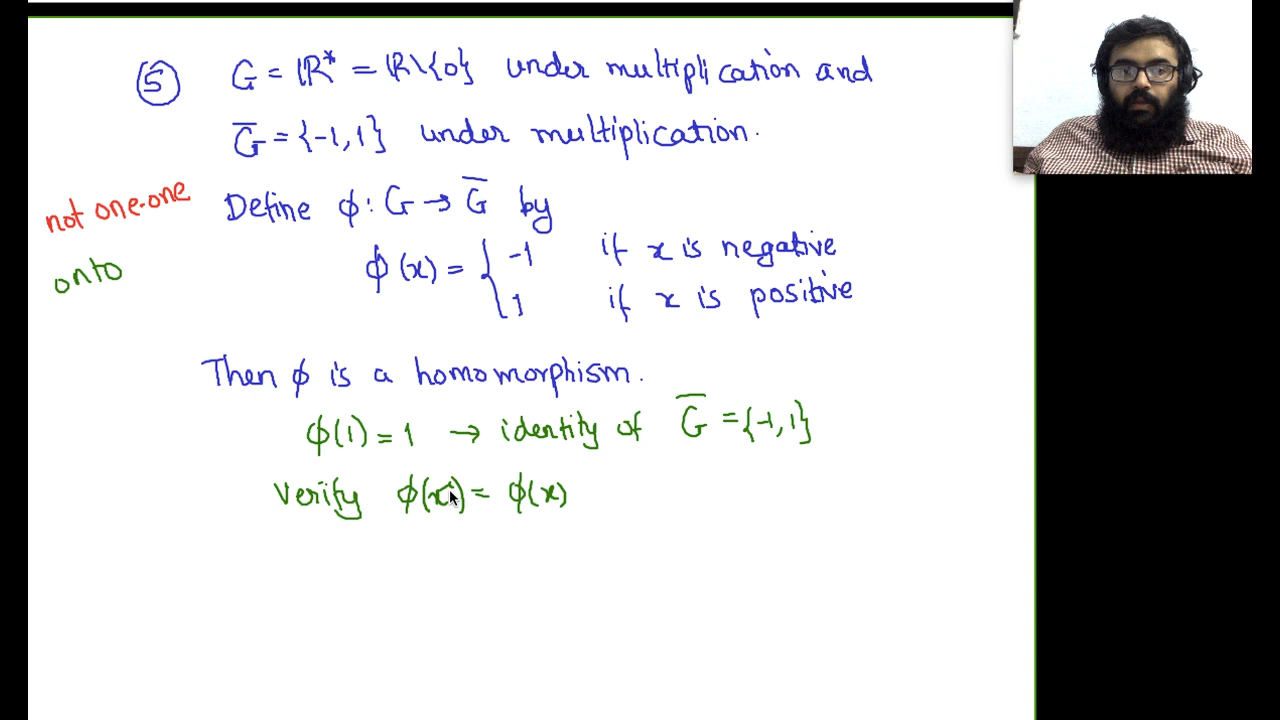 ⑤ G = ℝ* = ℝ\{0} under multiplication and
G̅ = {-1, 1} under multiplication.
not one-one
Define ϕ : G → G̅ by
onto
ϕ(x) = { -1 if x is negative
1 if x is positive
Then ϕ is a homomorphism.
ϕ(1) = 1 → identity of G̅ = {-1, 1}
Verify ϕ(x⁻¹) = ϕ(x)